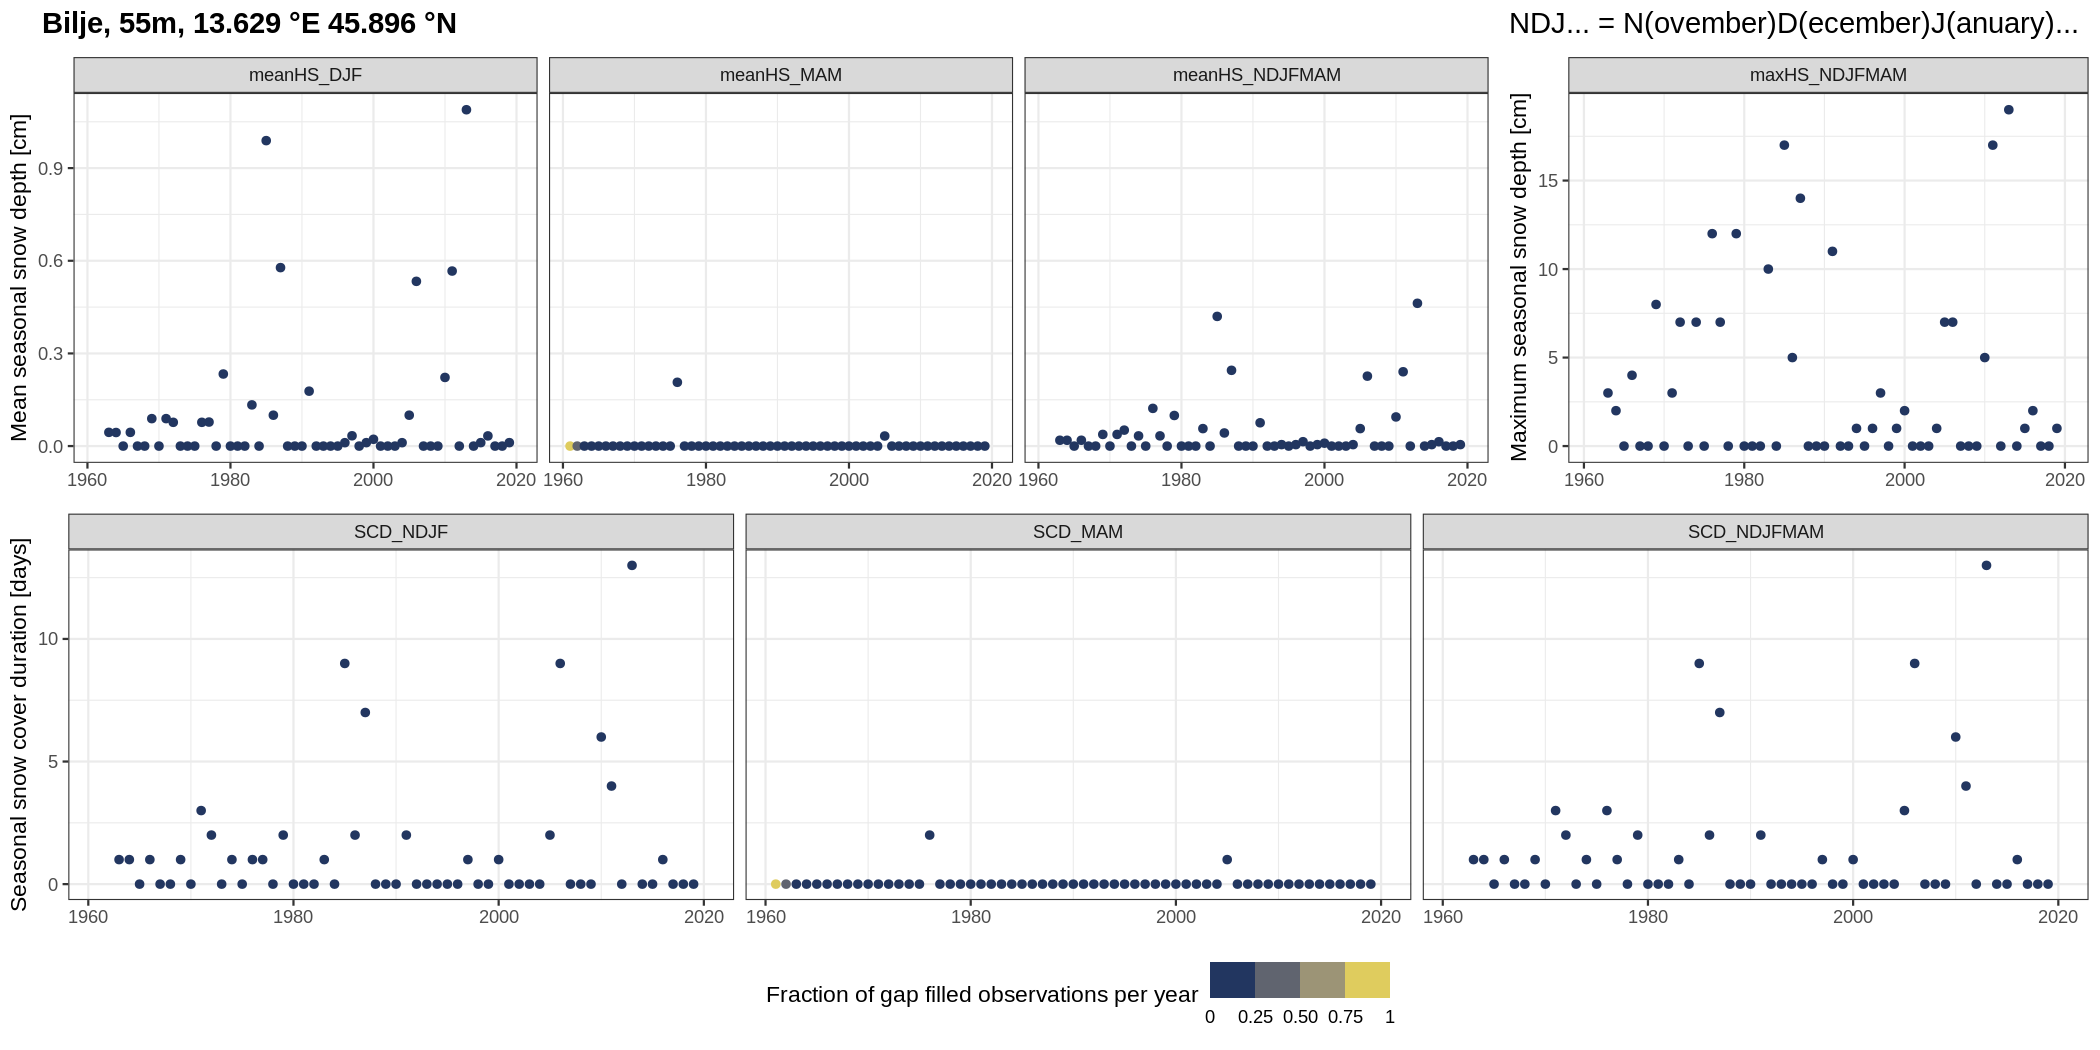 Bilje, 55m, 13.629 °E 45.896 °N
NDJ... = N(ovember)D(ecember)J(anuary)...
meanHS_DJF
meanHS_MAM
meanHS_NDJFMAM
maxHS_NDJFMAM
Mean seasonal snow depth [cm]
0.9
0.6
0.3
0.0
1960 1980 2000 2020
1960 1980 2000 2020
1960 1980 2000 2020
Maximum seasonal snow depth [cm]
15
10
5
0
1960 1980 2000 2020
SCD_NDJF
SCD_MAM
SCD_NDJFMAM
Seasonal snow cover duration [days]
10
5
0
1960 1980 2000 2020
1960 1980 2000 2020
1960 1980 2000 2020
Fraction of gap filled observations per year
0 0.25 0.50 0.75 1